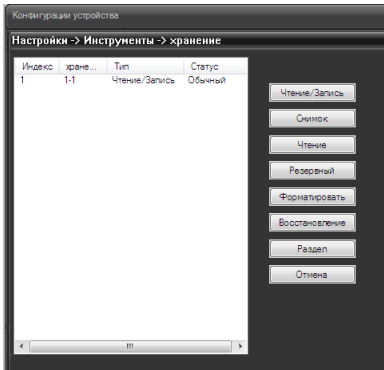 Конфигурации устройства
Настройки -> Инструменты -> хранение
Индекс хране... Тип Статус
1 1-1 Чтение/Запись Обычный
Чтение/Запись
Снимок
Чтение
Резервный
Форматировать
Восстановление
Раздел
Отмена